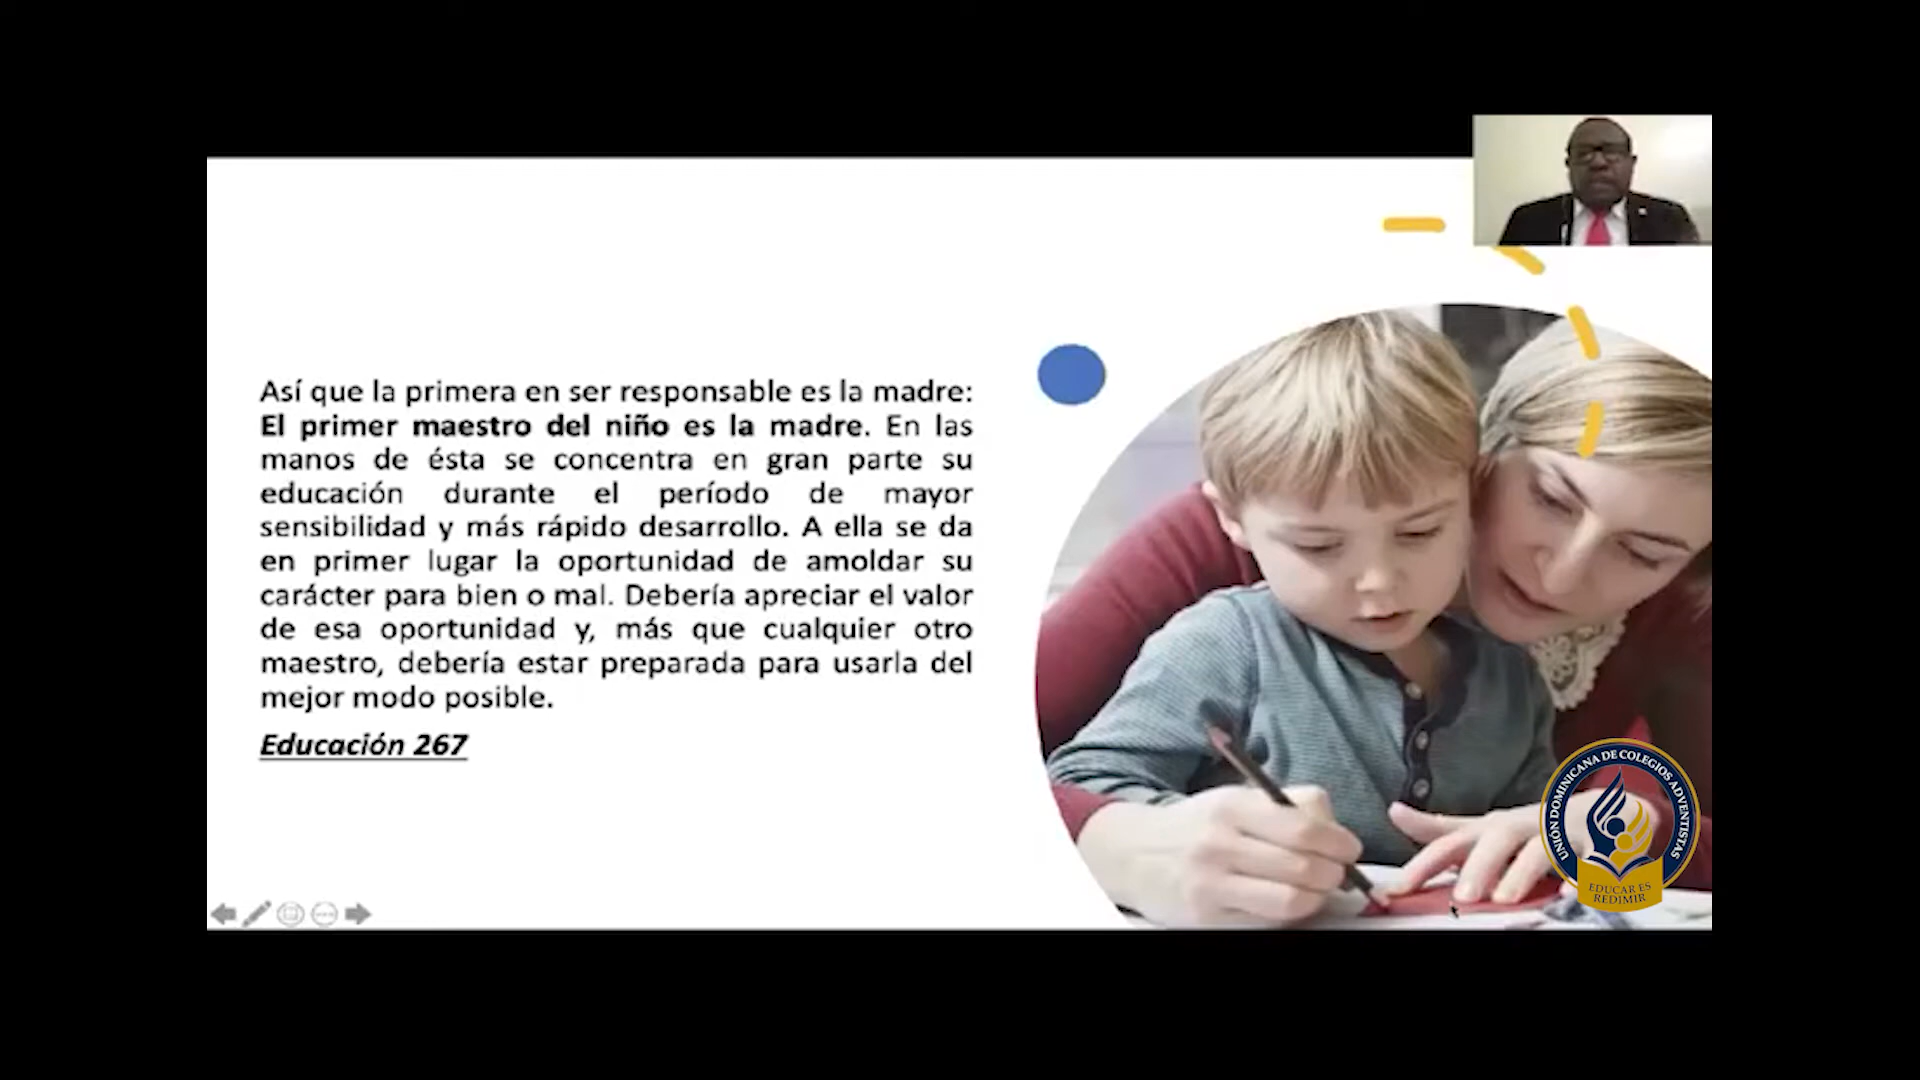 Así que la primera en ser responsable es la madre:
El primer maestro del niño es la madre. En las
manos de ésta se concentra en gran parte su
educación durante el período de mayor
sensibilidad y más rápido desarrollo. A ella se da
en primer lugar la oportunidad de amoldar su
carácter para bien o mal. Debería apreciar el valor
de esa oportunidad y, más que cualquier otro
maestro, debería estar preparada para usarla del
mejor modo posible.
Educación 267
UNIÓN DOMINICANA DE COLEGIOS ADVENTISTAS
EDUCAR ES
REDIMIR